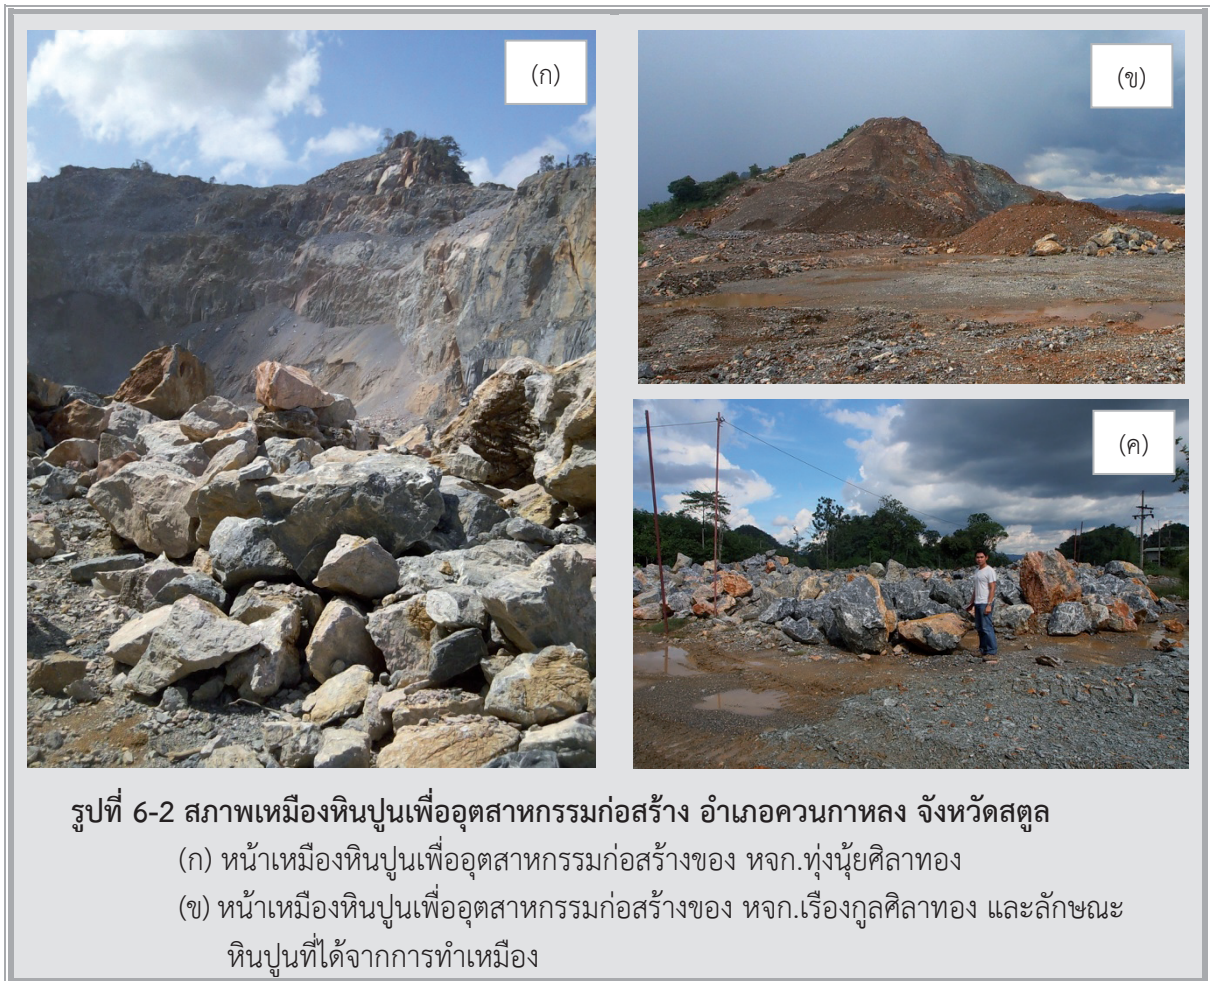 (ก)
(ข)
(ค)
รูปที่ 6-2 สภาพเหมืองหินปูนเพื่ออุตสาหกรรมก่อสร้าง อำเภอควนกาหลง จังหวัดสตูล
(ก) หน้าเหมืองหินปูนเพื่ออุตสาหกรรมก่อสร้างของ หจก.ทุ่งนุ้ยศิลาทอง
(ข) หน้าเหมืองหินปูนเพื่ออุตสาหกรรมก่อสร้างของ หจก.เรืองกูลศิลาทอง และลักษณะ
หินปูนที่ได้จากการทำเหมือง